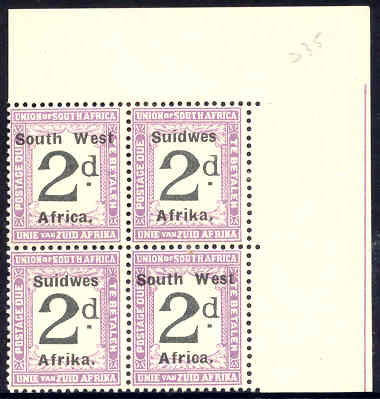 235
UNION OF SOUTH AFRICA UNION OF SOUTH AFRICA
POSTAGE DUE South West 2d Africa. TE BETALEN POSTAGE DUE Suidwes 2d Afrika. TE BETALEN
UNIE VAN ZUID AFRIKA UNIE VAN ZUID AFRIKA
UNION OF SOUTH AFRICA UNION OF SOUTH AFRICA
POSTAGE DUE Suidwes 2d Afrika. TE BETALEN POSTAGE DUE South West 2d Africa. TE BETALEN
UNIE VAN ZUID AFRIKA UNIE VAN ZUID AFRIKA